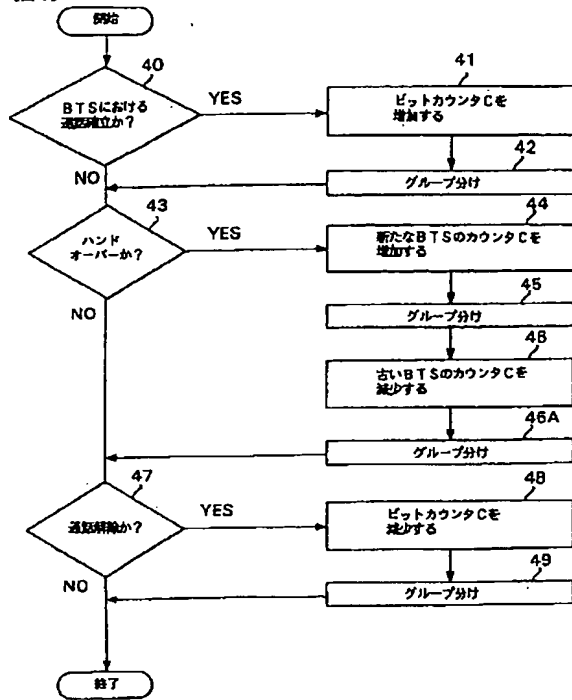 開始
40
BTSにおける
通話確立か?
YES
41
ビットカウンタCを
増加する
NO
42
グループ分け
43
ハンド
オーバーか?
YES
44
新たなBTSのカウンタCを
増加する
NO
45
グループ分け
48
古いBTSのカウンタCを
減少する
46A
グループ分け
47
通話解除か?
YES
48
ビットカウンタCを
減少する
NO
49
グループ分け
終了